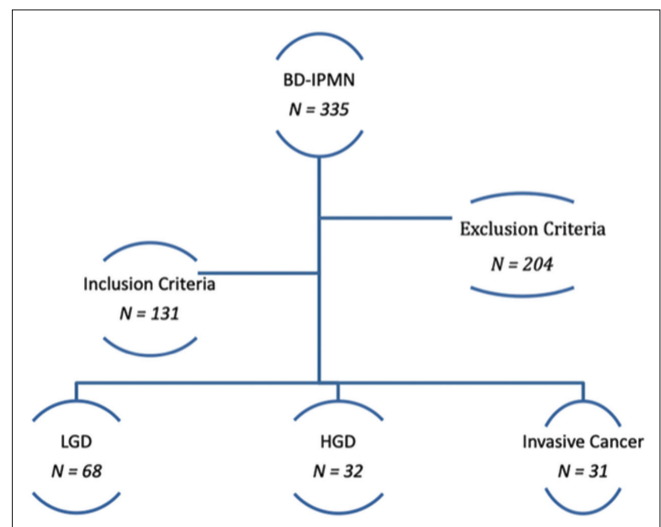 BD-IPMN
N = 335
Exclusion Criteria
N = 204
Inclusion Criteria
N = 131
LGD
N = 68
HGD
N = 32
Invasive Cancer
N = 31